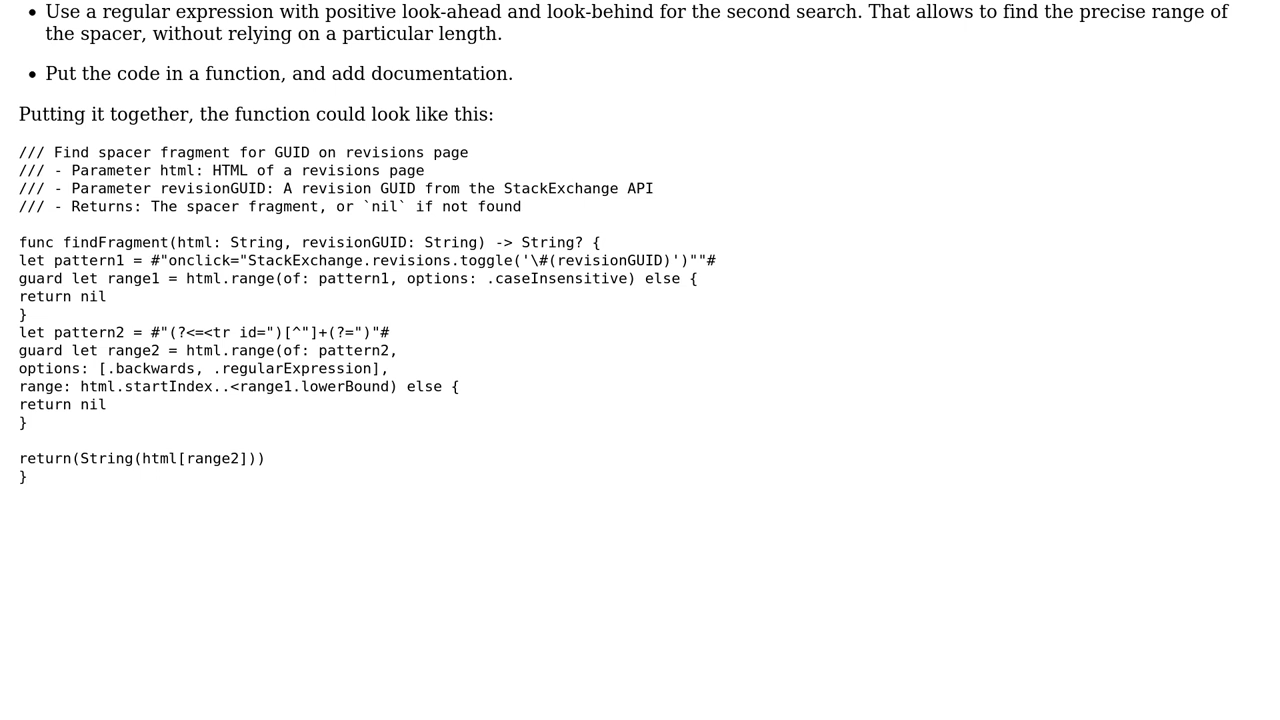 • Use a regular expression with positive look-ahead and look-behind for the second search. That allows to find the precise range of
the spacer, without relying on a particular length.
• Put the code in a function, and add documentation.
Putting it together, the function could look like this:
/// Find spacer fragment for GUID on revisions page
/// - Parameter html: HTML of a revisions page
/// - Parameter revisionGUID: A revision GUID from the StackExchange API
/// - Returns: The spacer fragment, or `nil` if not found
func findFragment(html: String, revisionGUID: String) -> String? {
let pattern1 = #"onclick="StackExchange.revisions.toggle('\#(revisionGUID)')""#
guard let range1 = html.range(of: pattern1, options: .caseInsensitive) else {
return nil
}
let pattern2 = #"(?<=<tr id=")[^"]+(?=")"#
guard let range2 = html.range(of: pattern2,
options: [.backwards, .regularExpression],
range: html.startIndex..<range1.lowerBound) else {
return nil
}
return(String(html[range2]))
}